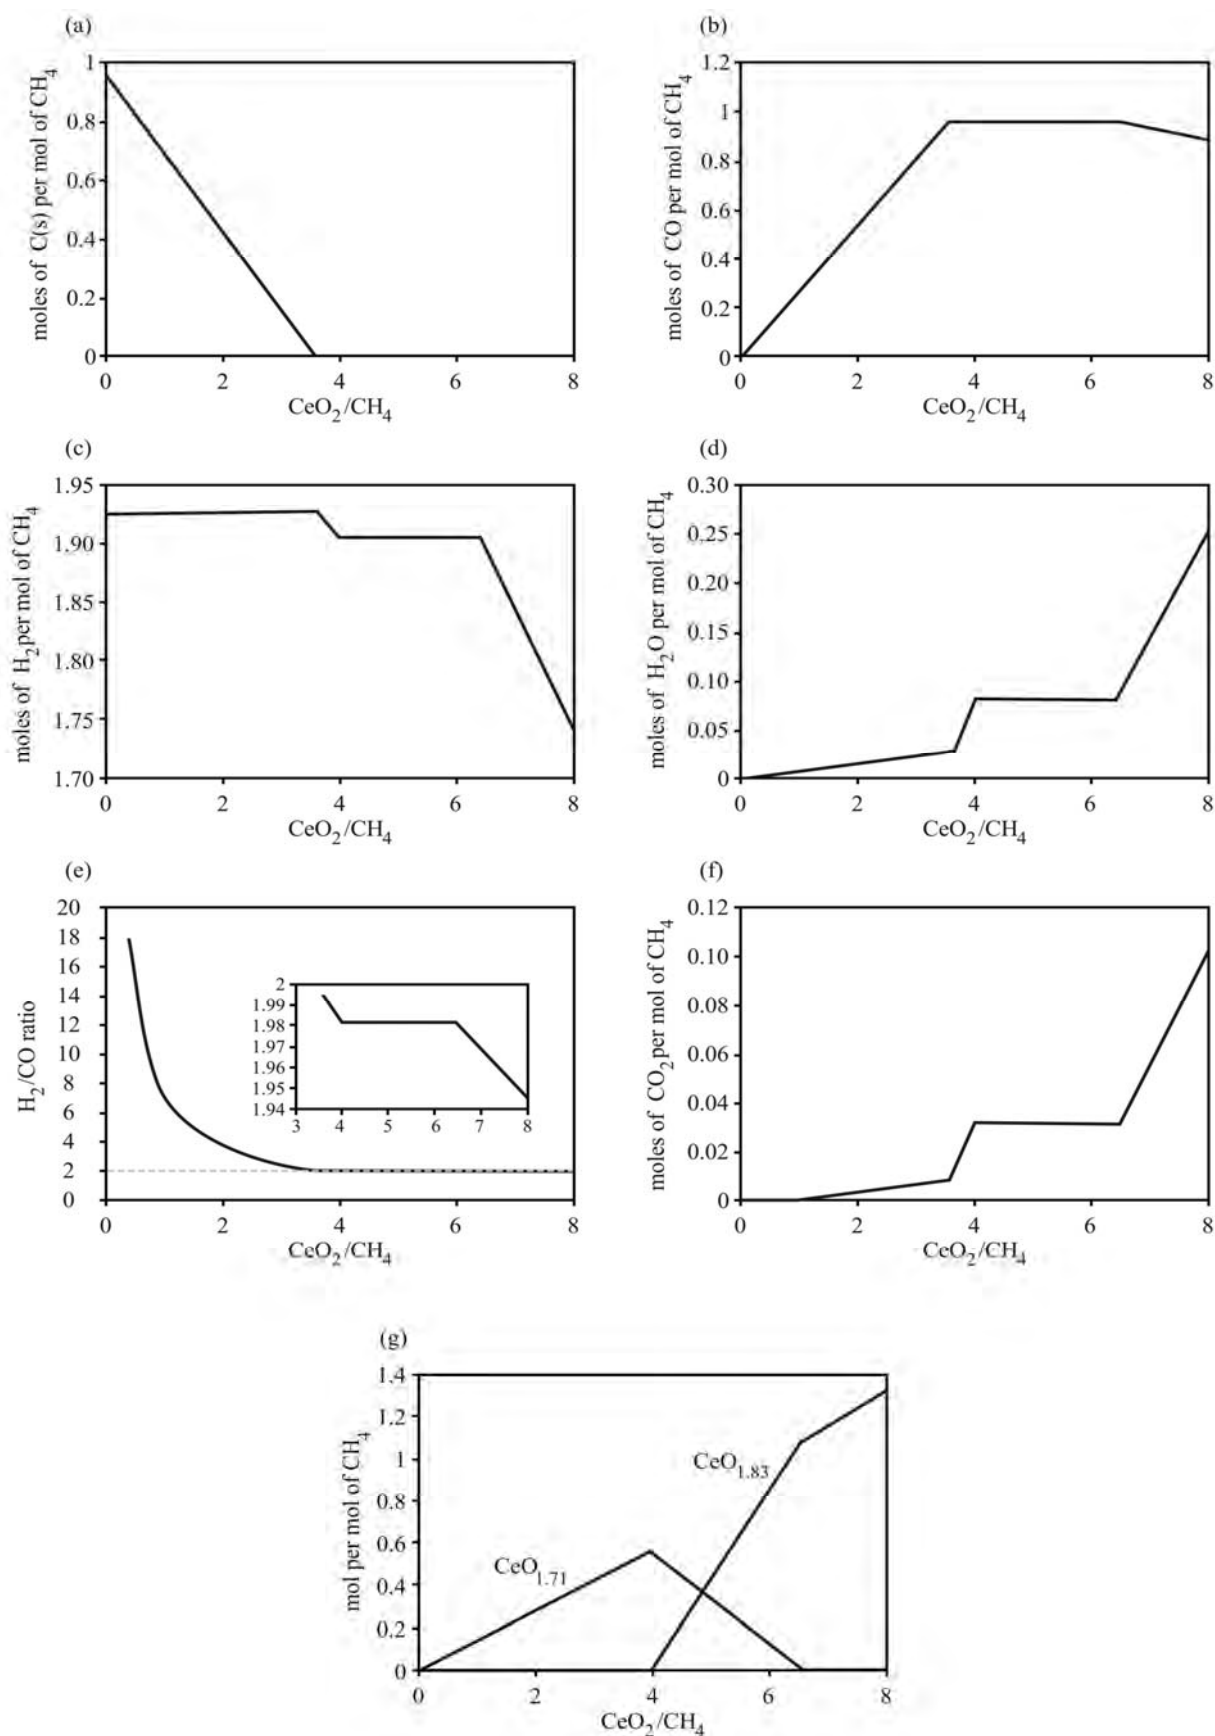 (a)
moles of C(s) per mol of CH4
1
0.8
0.6
0.4
0.2
0
0 2 4 6 8
CeO2/CH4
(b)
moles of CO per mol of CH4
1.2
1
0.8
0.6
0.4
0.2
0
0 2 4 6 8
CeO2/CH4
(c)
moles of H2 per mol of CH4
1.95
1.90
1.85
1.80
1.75
1.70
0 2 4 6 8
CeO2/CH4
(d)
moles of H2O per mol of CH4
0.30
0.25
0.20
0.15
0.10
0.05
0
0 2 4 6 8
CeO2/CH4
(e)
H2/CO ratio
20
18
16
14
12
10
8
6
4
2
0
0 2 4 6 8
CeO2/CH4
2
1.99
1.98
1.97
1.96
1.95
1.94
3 4 5 6 7 8
(f)
moles of CO2 per mol of CH4
0.12
0.10
0.08
0.06
0.04
0.02
0
0 2 4 6 8
CeO2/CH4
(g)
mol per mol of CH4
1.4
1.2
1
0.8
0.6
0.4
0.2
0
CeO1.83
CeO1.71
0 2 4 6 8
CeO2/CH4